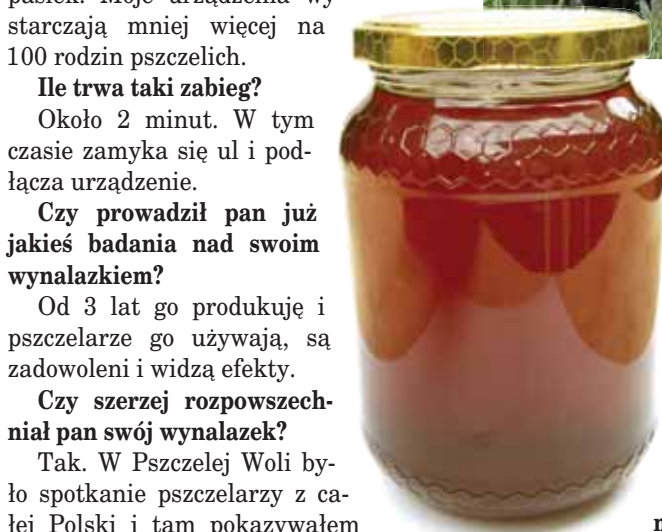 pasiek. Moje urządzenia wy-
starczają mniej więcej na
100 rodzin pszczelich.
Ile trwa taki zabieg?
Około 2 minut. W tym
czasie zamyka się ul i pod-
łącza urządzenie.
Czy prowadził pan już
jakieś badania nad swoim
wynalazkiem?
Od 3 lat go produkuję i
pszczelarze go używają, są
zadowoleni i widzą efekty.
Czy szerzej rozpowszech-
niał pan swój wynalazek?
Tak. W Pszczelej Woli by-
ło spotkanie pszczelarzy z ca-
łej Polski i tam pokazywałem